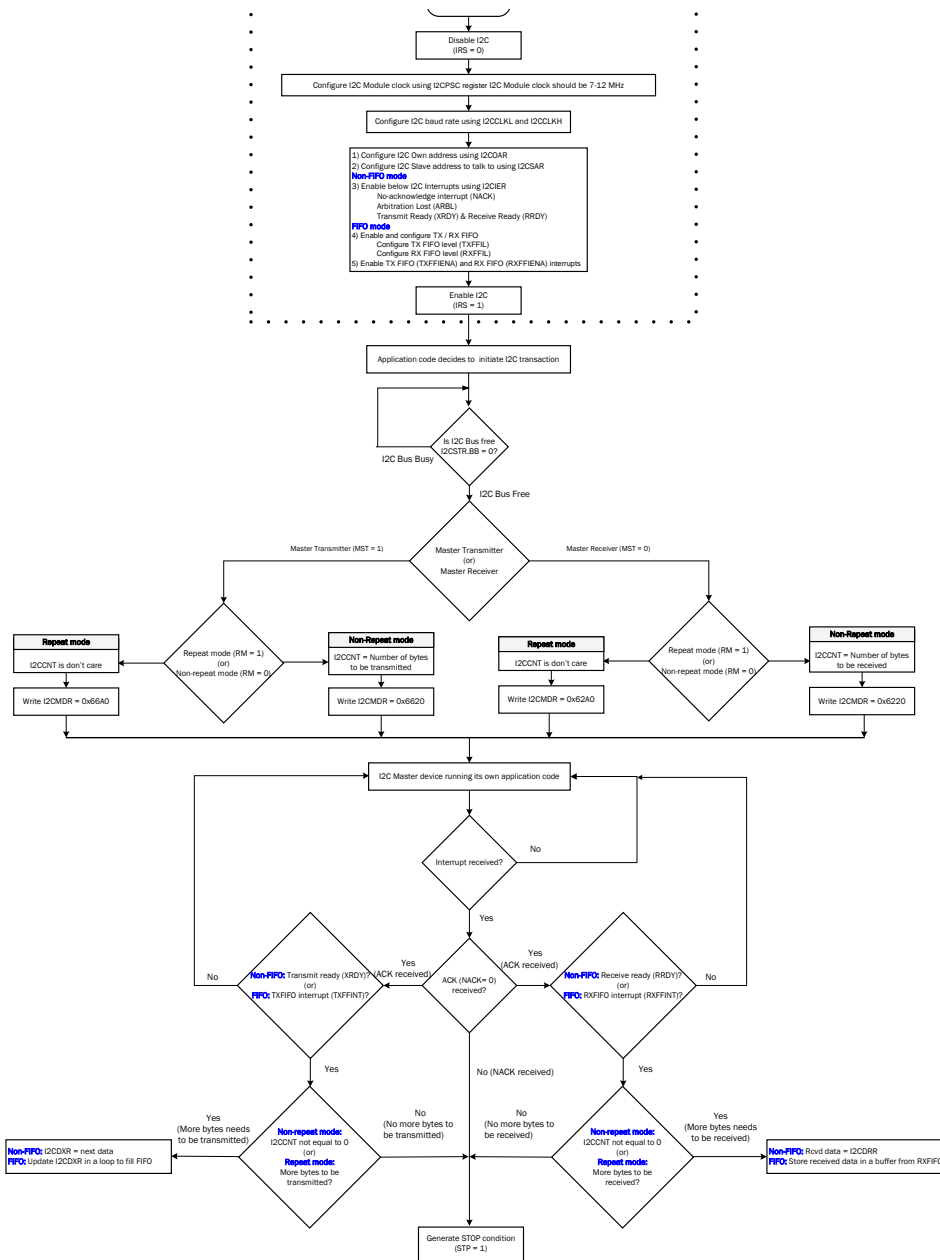 Disable I2C
(IRS = 0)
Configure I2C Module clock using I2CPSC register I2C Module clock should be 7-12 MHz
Configure I2C baud rate using I2CCLKL and I2CCLKH
1) Configure I2C Own address using I2COAR
2) Configure I2C Slave address to talk to using I2CSAR
Non-FIFO mode
3) Enable below I2C Interrupts using I2CIER
No-acknowledge interrupt (NACK)
Arbitration Lost (ARBL)
Transmit Ready (XRDY) & Receive Ready (RRDY)
FIFO mode
4) Enable and configure TX / RX FIFO
Configure TX FIFO level (TXFFIL)
Configure RX FIFO level (RXFFIL)
5) Enable TX FIFO (TXFFIENA) and RX FIFO (RXFFIENA) interrupts
Enable I2C
(IRS = 1)
Application code decides to initiate I2C transaction
Is I2C Bus free
I2CSTR.BB = 0?
I2C Bus Busy
I2C Bus Free
Master Transmitter (MST = 1)
Master Transmitter
(or)
Master Receiver
Master Receiver (MST = 0)
Repeat mode
I2CCNT is don't care
Write I2CMDR = 0x66A0
Repeat mode (RM = 1)
(or)
Non-repeat mode (RM = 0)
Non-Repeat mode
I2CCNT = Number of bytes
to be transmitted
Write I2CMDR = 0x6620
Repeat mode
I2CCNT is don't care
Write I2CMDR = 0x62A0
Repeat mode (RM = 1)
(or)
Non-repeat mode (RM = 0)
Non-Repeat mode
I2CCNT = Number of bytes
to be received
Write I2CMDR = 0x6220
I2C Master device running its own application code
Interrupt received?
No
Yes
No
Non-FIFO: Transmit ready (XRDY)?
(or)
FIFO: TXFIFO interrupt (TXFFINT)?
Yes
(ACK received)
ACK (NACK= 0)
received?
Yes
(ACK received)
Non-FIFO: Receive ready (RRDY)?
(or)
FIFO: RXFIFO interrupt (RXFFINT)?
No
Yes
No (NACK received)
Yes
Yes
(More bytes needs
to be transmitted)
Non-repeat mode:
I2CCNT not equal to 0
(or)
Repeat mode:
More bytes to be
transmitted?
No
(No more bytes to
be transmitted)
No
(No more bytes to
be received)
Non-repeat mode:
I2CCNT not equal to 0
(or)
Repeat mode:
More bytes to be
received?
Yes
(More bytes needs
to be received)
Non-FIFO: I2CDXR = next data
FIFO: Update I2CDXR in a loop to fill FIFO
Non-FIFO: Rcvd data = I2CDRR
FIFO: Store received data in a buffer from RXFIFO
Generate STOP condition
(STP = 1)